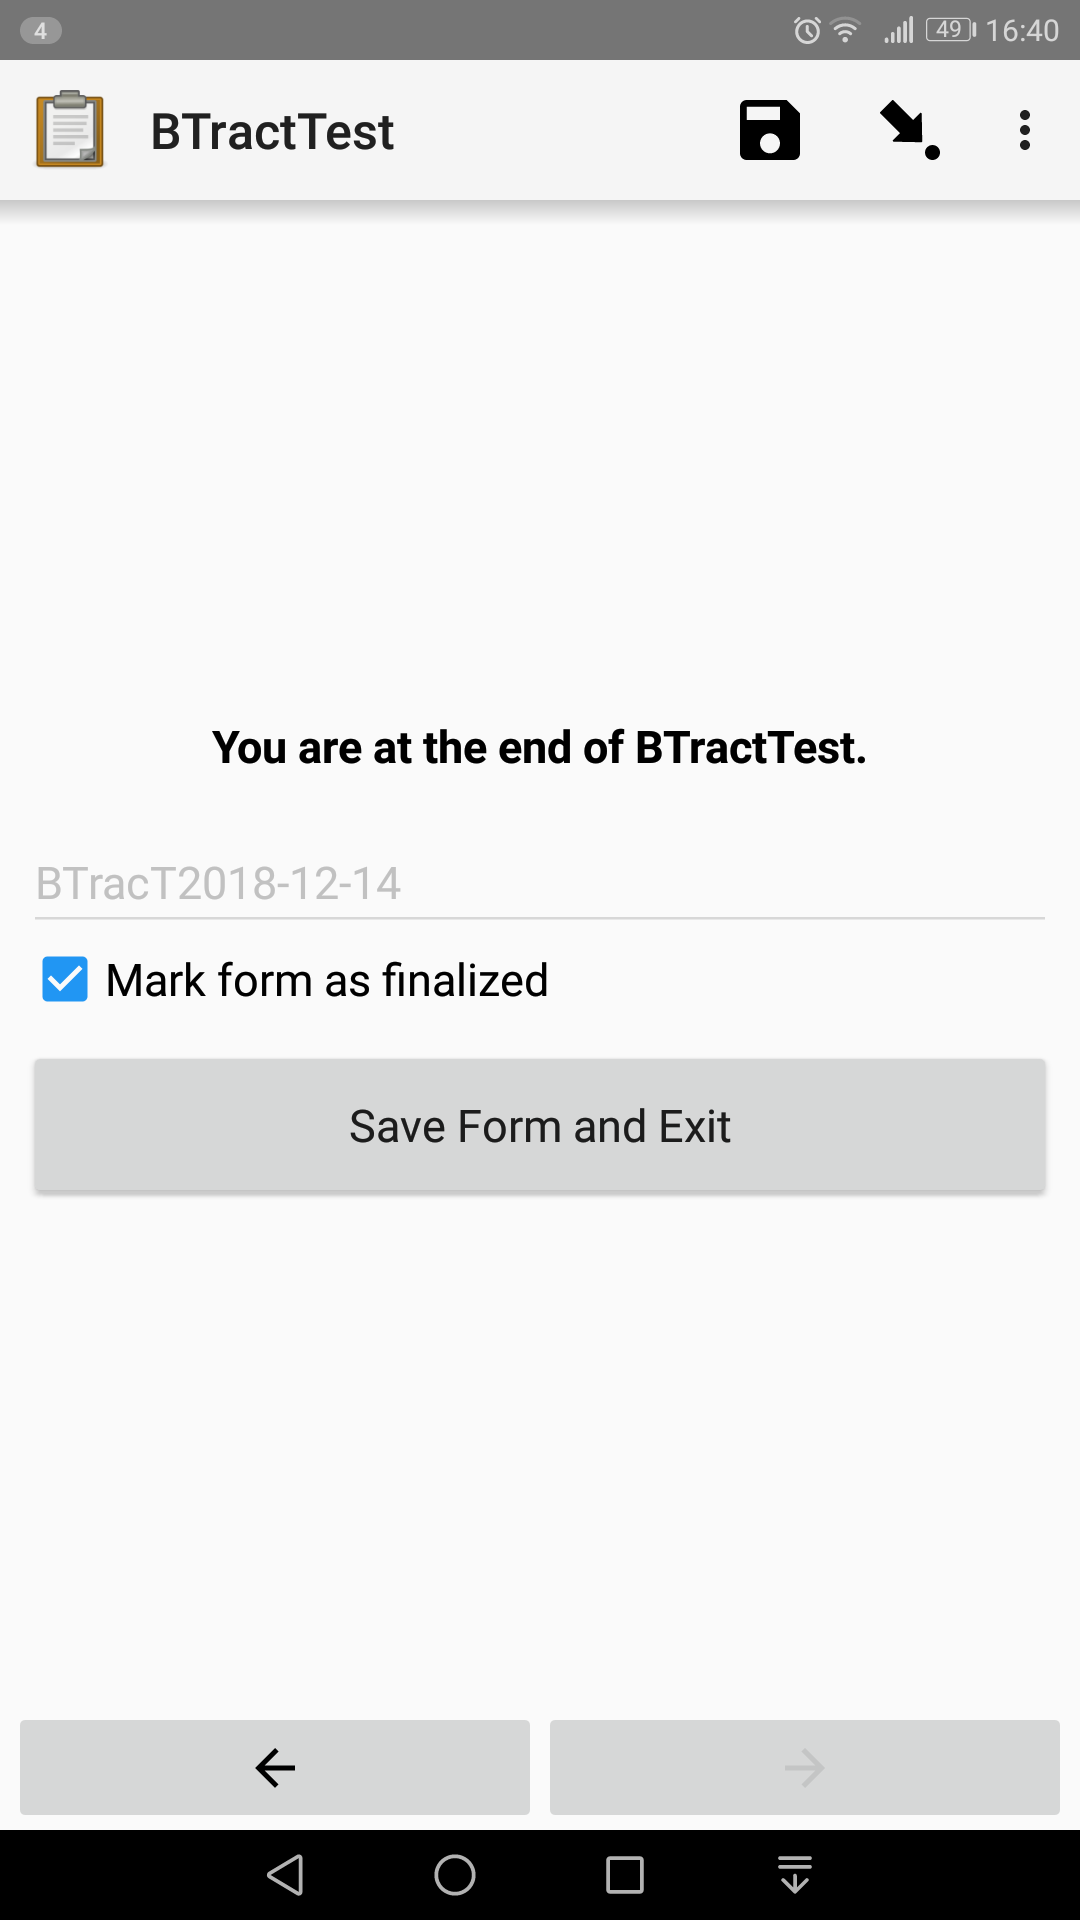 4
49 16:40
BTractTest
You are at the end of BTractTest.
BTracT2018-12-14
Mark form as finalized
Save Form and Exit